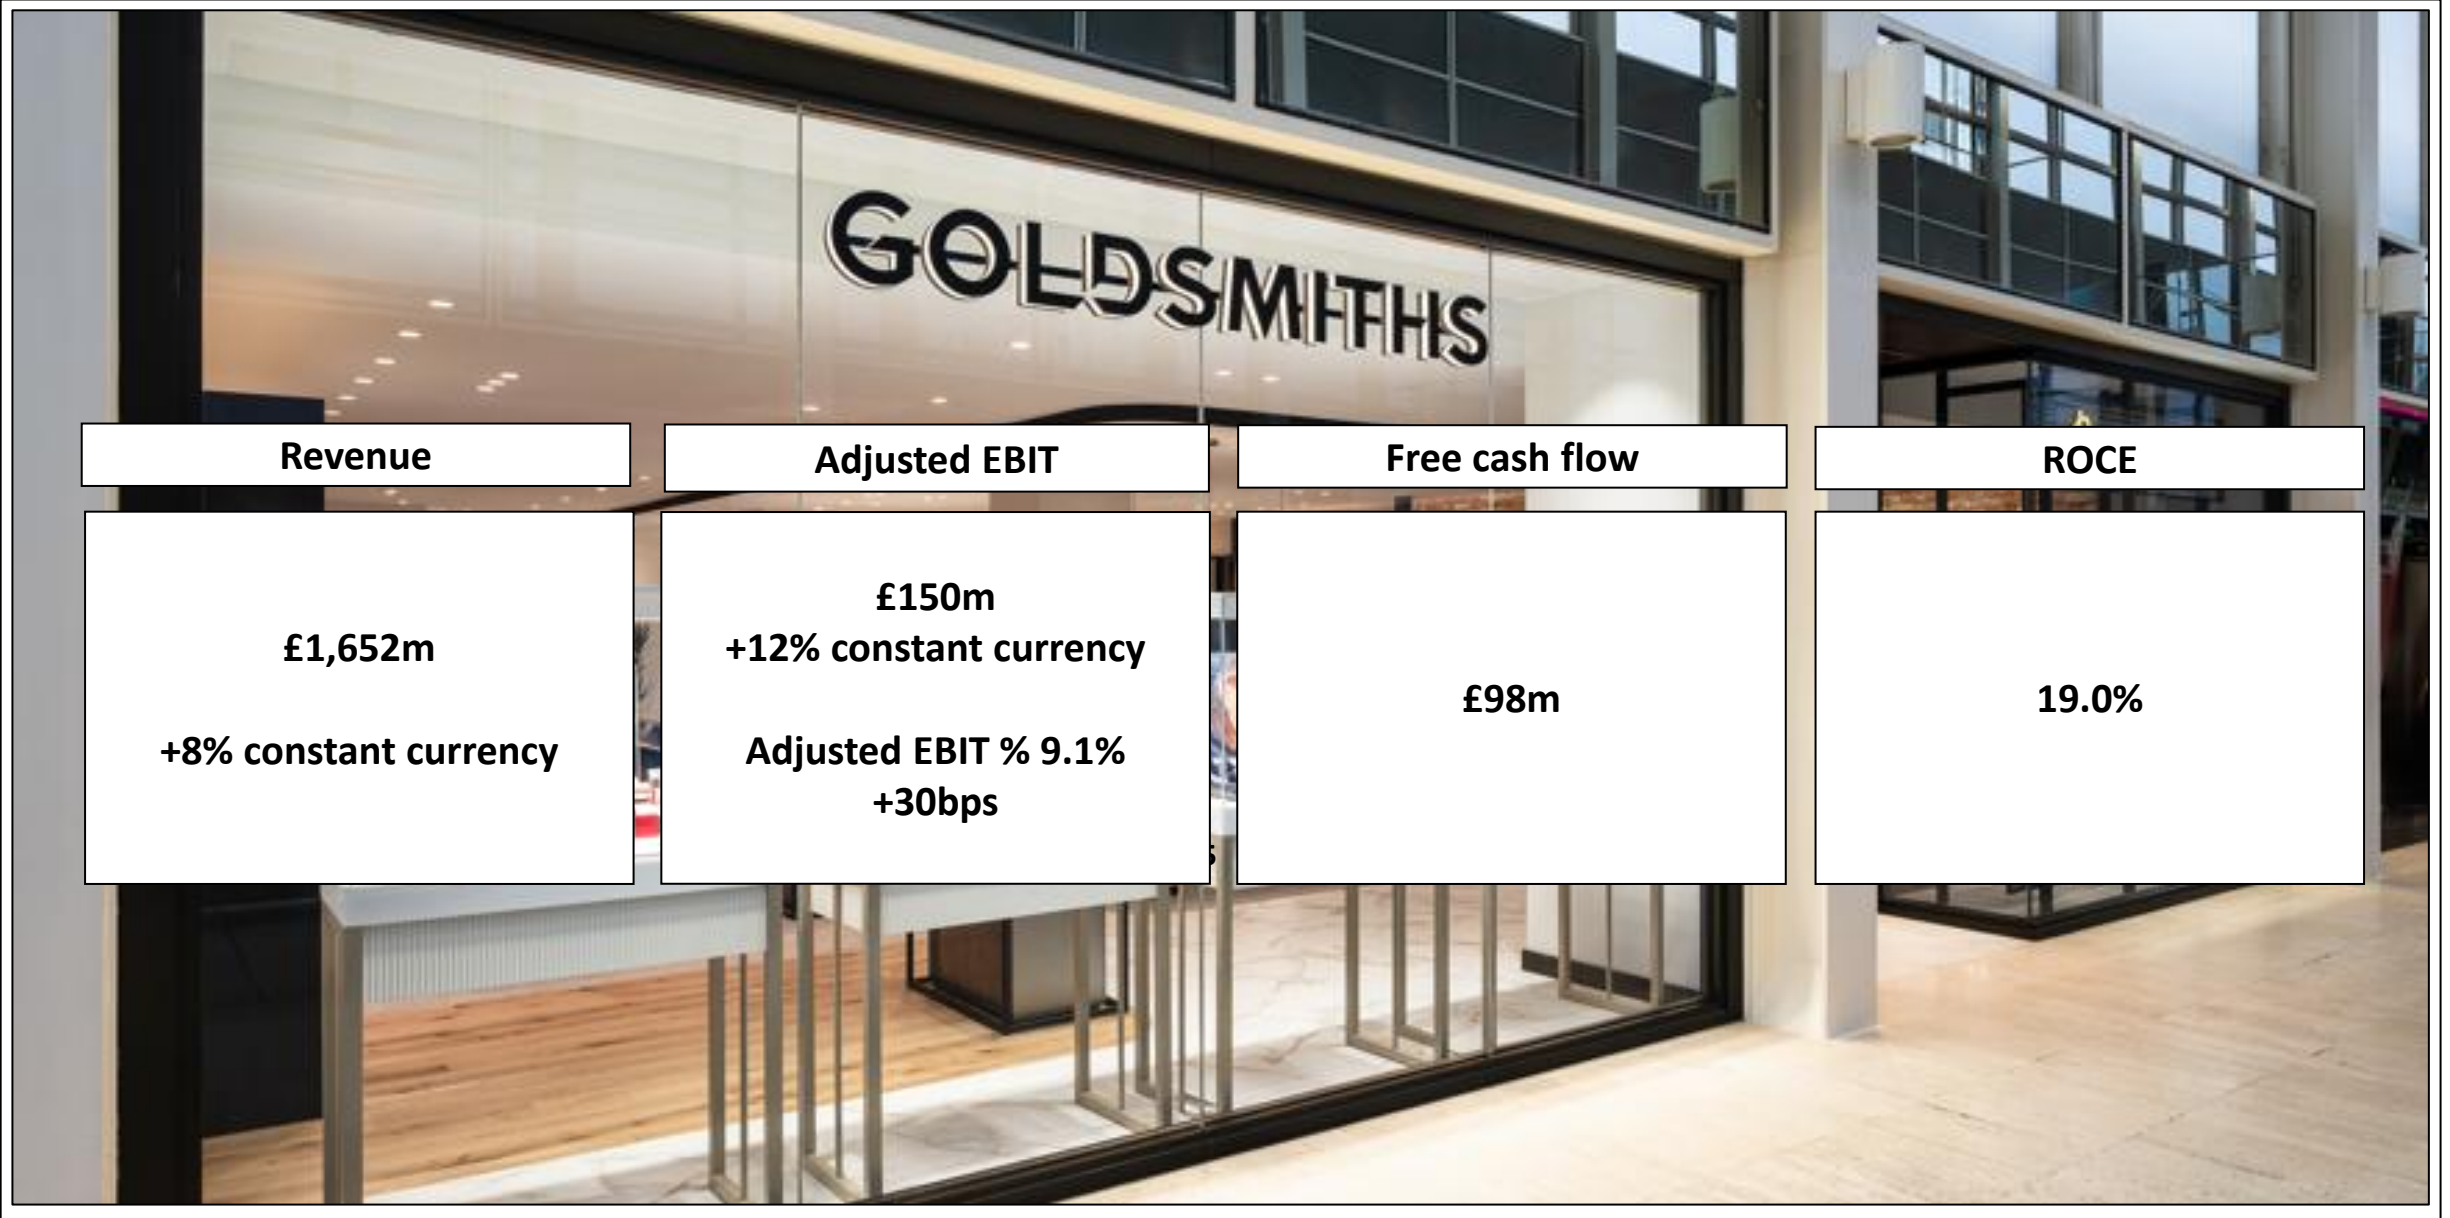 GOLDSMITHS
Revenue
Adjusted EBIT
Free cash flow
ROCE
£1,652m
+8% constant currency
£150m
+12% constant currency
Adjusted EBIT % 9.1%
+30bps
£98m
19.0%